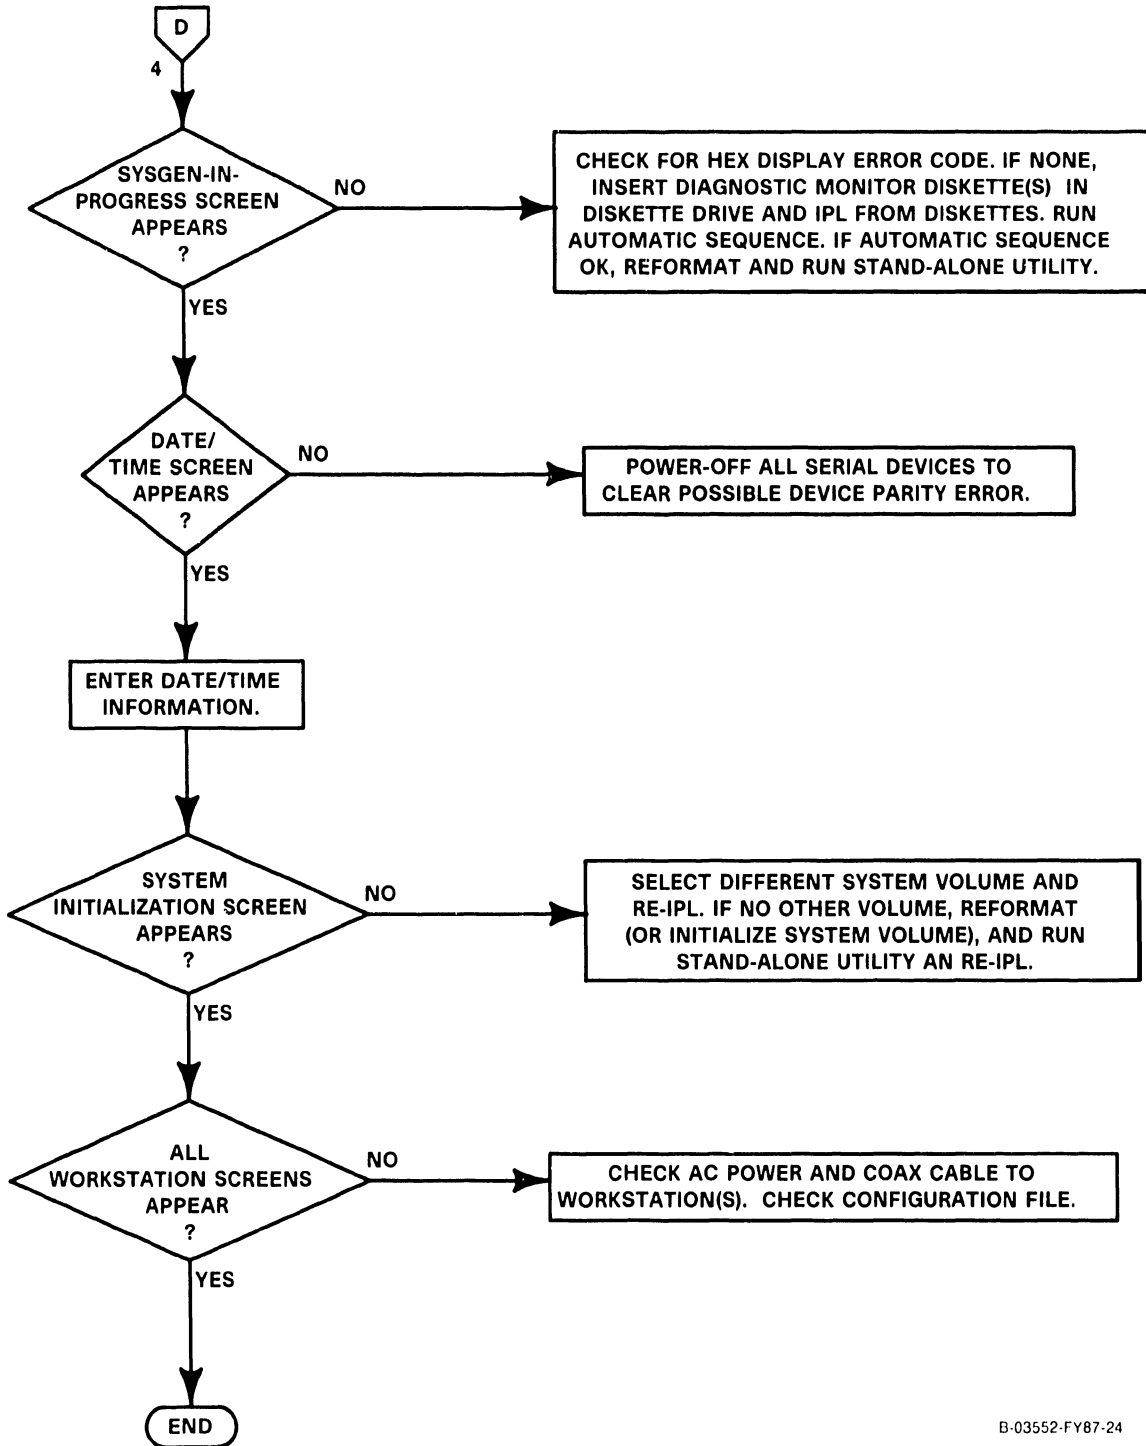 D
4
SYSGEN-IN-
PROGRESS SCREEN
APPEARS
?
NO
CHECK FOR HEX DISPLAY ERROR CODE. IF NONE,
INSERT DIAGNOSTIC MONITOR DISKETTE(S) IN
DISKETTE DRIVE AND IPL FROM DISKETTES. RUN
AUTOMATIC SEQUENCE. IF AUTOMATIC SEQUENCE
OK, REFORMAT AND RUN STAND-ALONE UTILITY.
YES
DATE/
TIME SCREEN
APPEARS
?
NO
POWER-OFF ALL SERIAL DEVICES TO
CLEAR POSSIBLE DEVICE PARITY ERROR.
YES
ENTER DATE/TIME
INFORMATION.
SYSTEM
INITIALIZATION SCREEN
APPEARS
?
NO
SELECT DIFFERENT SYSTEM VOLUME AND
RE-IPL. IF NO OTHER VOLUME, REFORMAT
(OR INITIALIZE SYSTEM VOLUME), AND RUN
STAND-ALONE UTILITY AN RE-IPL.
YES
ALL
WORKSTATION SCREENS
APPEAR
?
NO
CHECK AC POWER AND COAX CABLE TO
WORKSTATION(S). CHECK CONFIGURATION FILE.
YES
END
B-03552-FY87-24